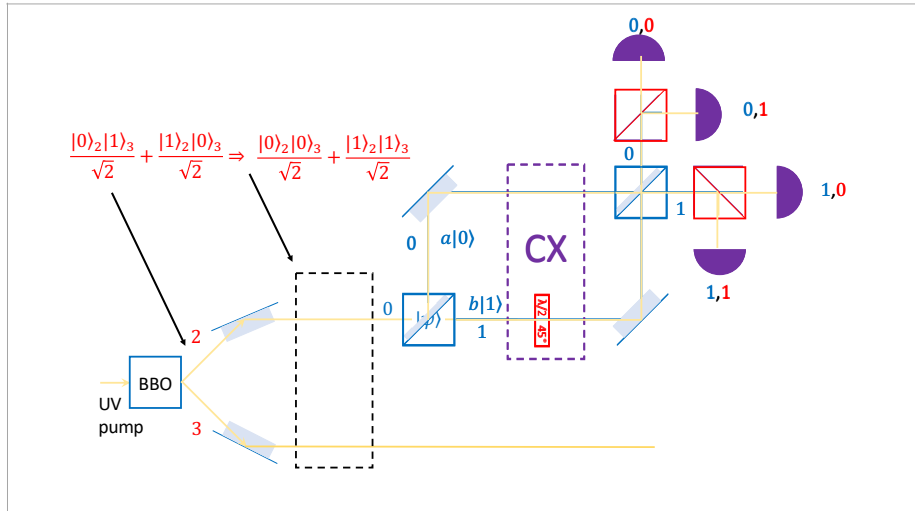 0,0
0,1
|0⟩₂|1⟩₃/√2 + |1⟩₂|0⟩₃/√2 ⇒ |0⟩₂|0⟩₃/√2 + |1⟩₂|1⟩₃/√2
0
1
1,0
CX
0
a|0⟩
1,1
0
|φ⟩
b|1⟩
1
λ/2 45°
2
BBO
UV
pump
3